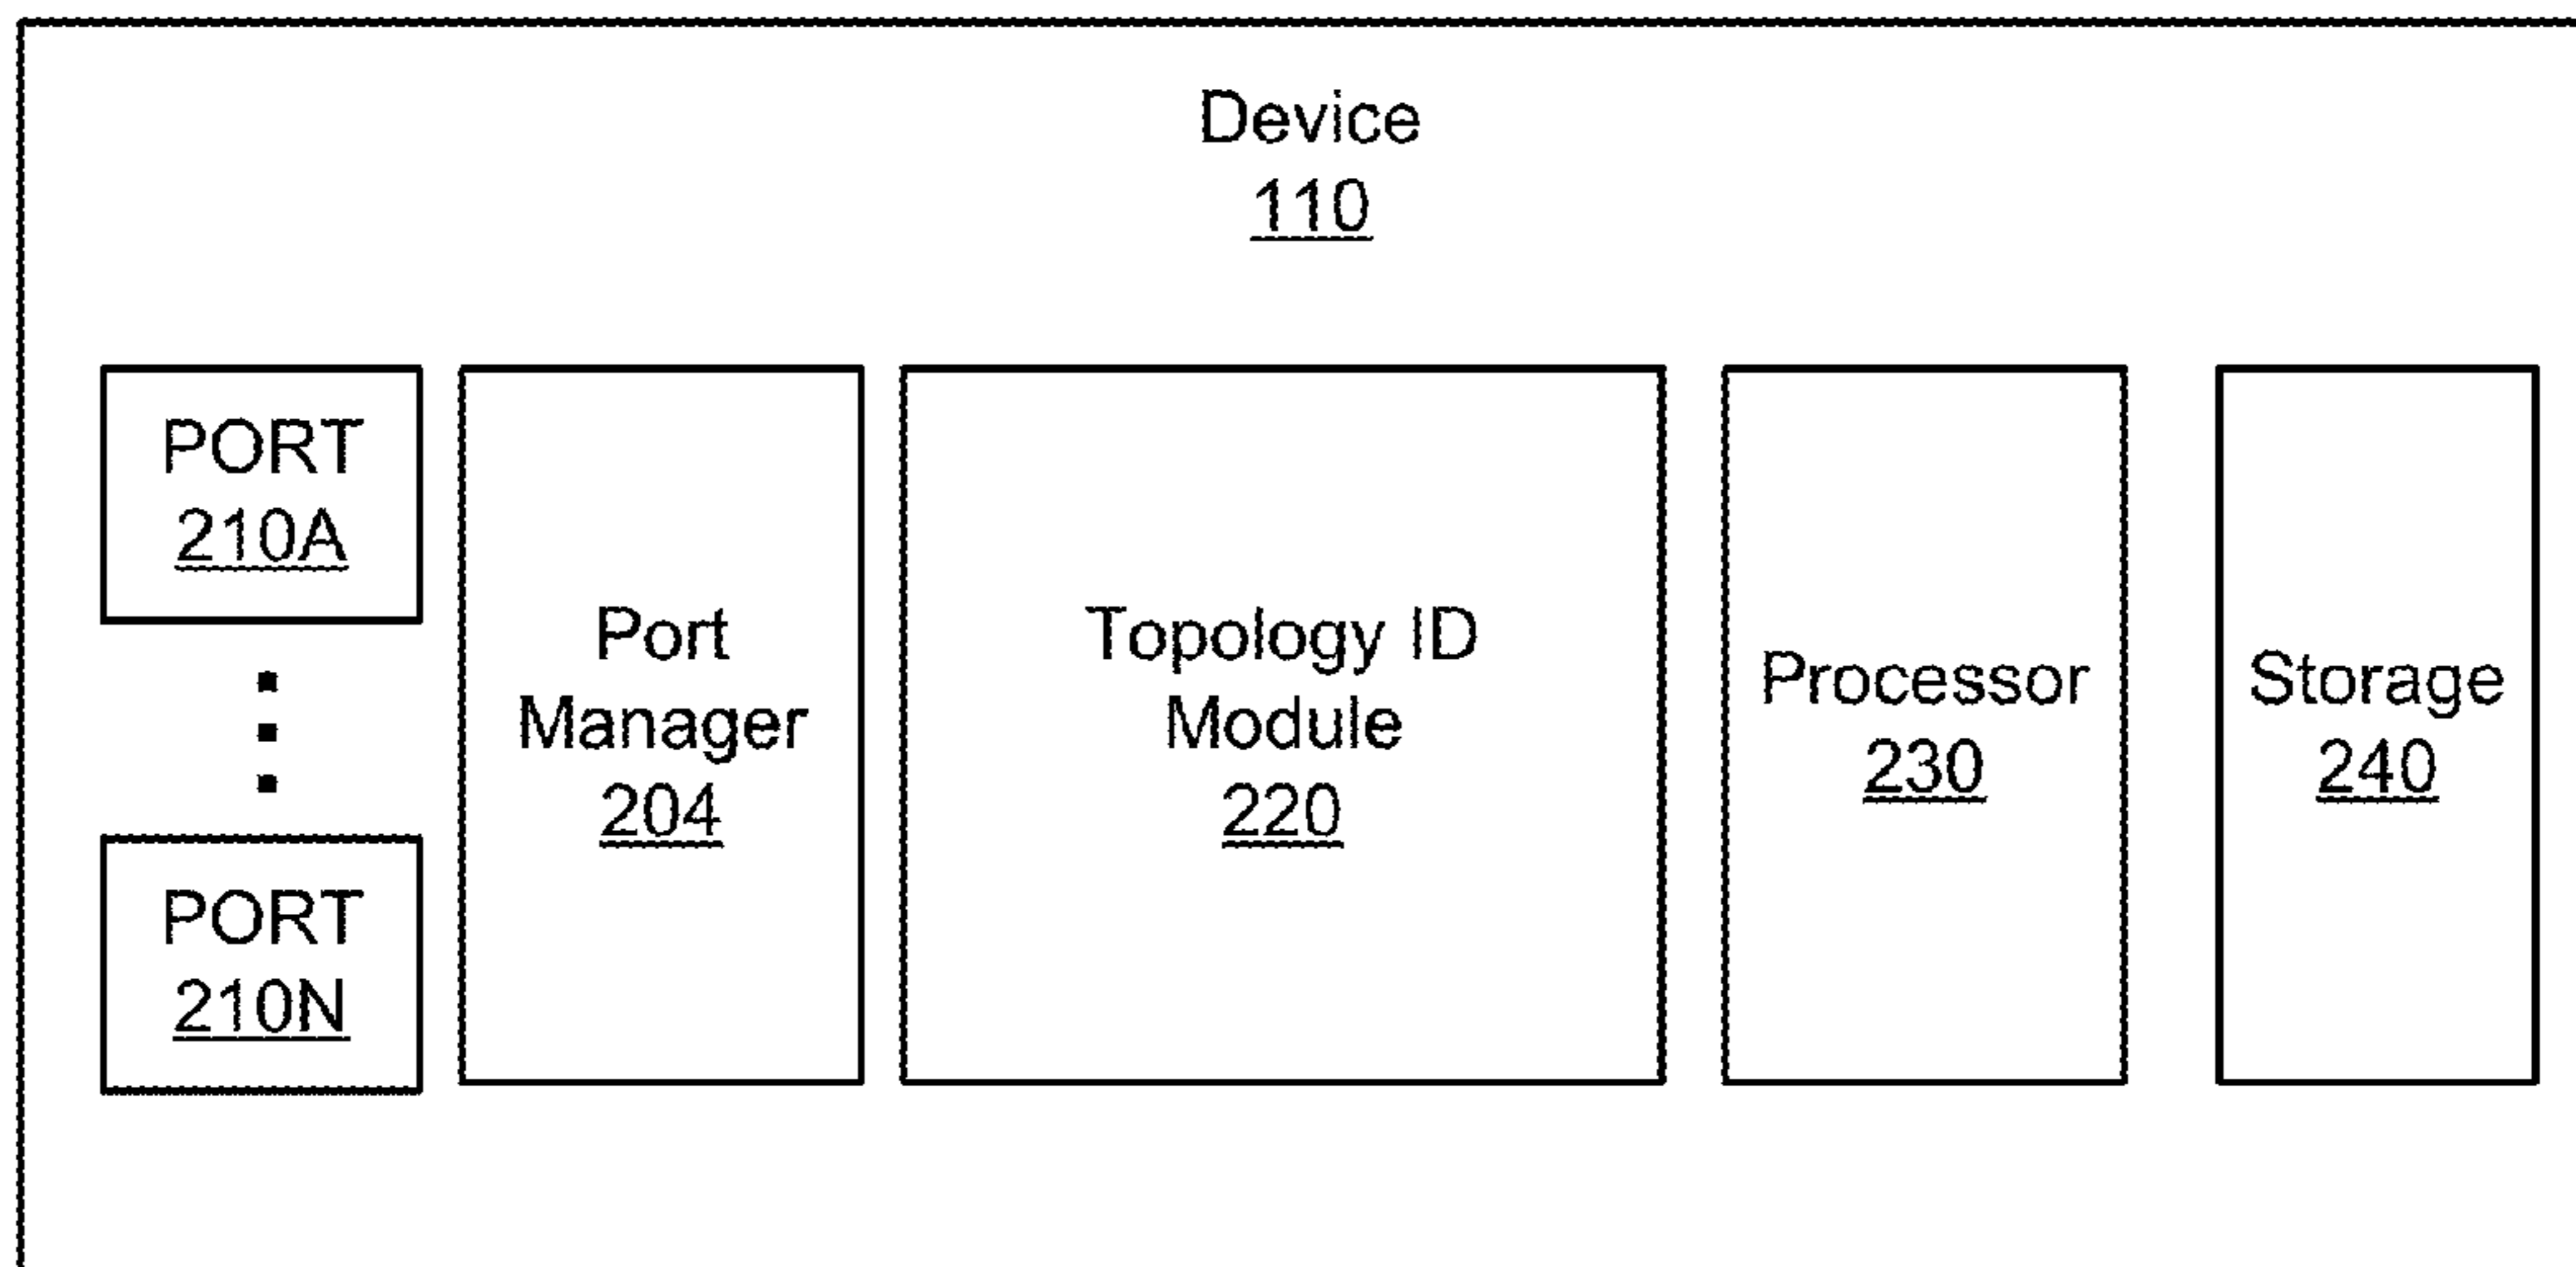 Device
110
PORT
210A
PORT
210N
Port
Manager
204
Topology ID
Module
220
Processor
230
Storage
240